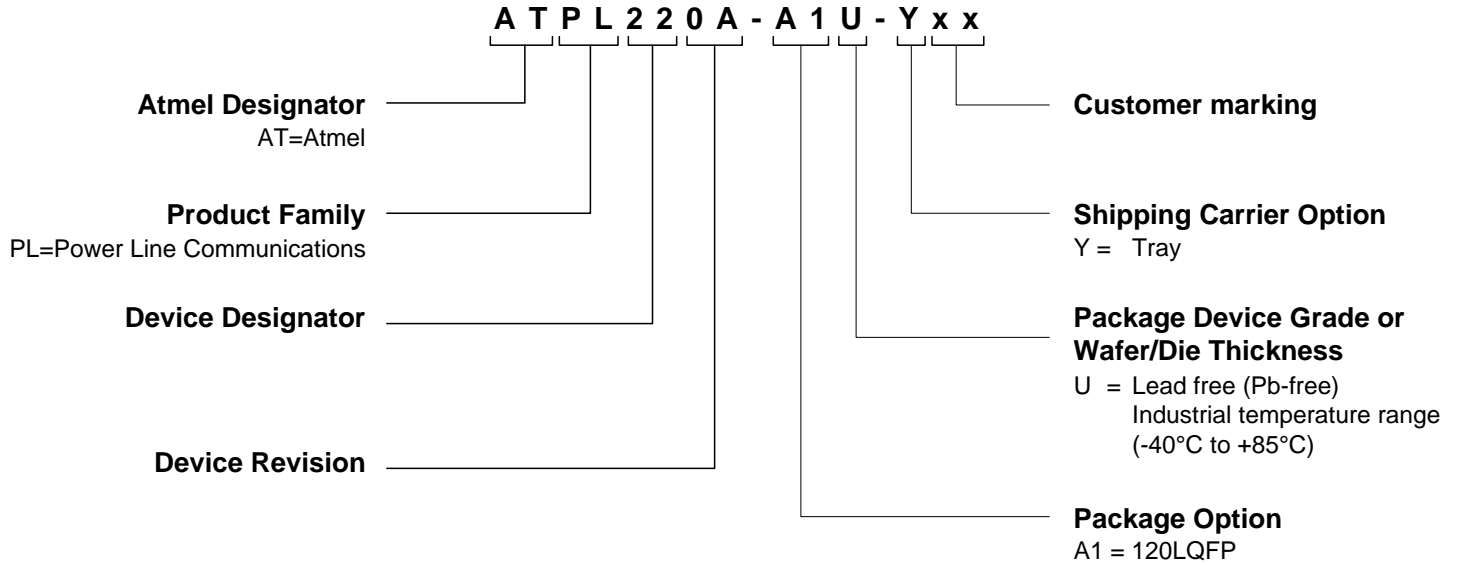 A T P L 2 2 0 A - A 1 U - Y x x
Atmel Designator
AT=Atmel
Product Family
PL=Power Line Communications
Device Designator
Device Revision
Customer marking
Shipping Carrier Option
Y = Tray
Package Device Grade or
Wafer/Die Thickness
U = Lead free (Pb-free)
Industrial temperature range
(-40°C to +85°C)
Package Option
A1 = 120LQFP